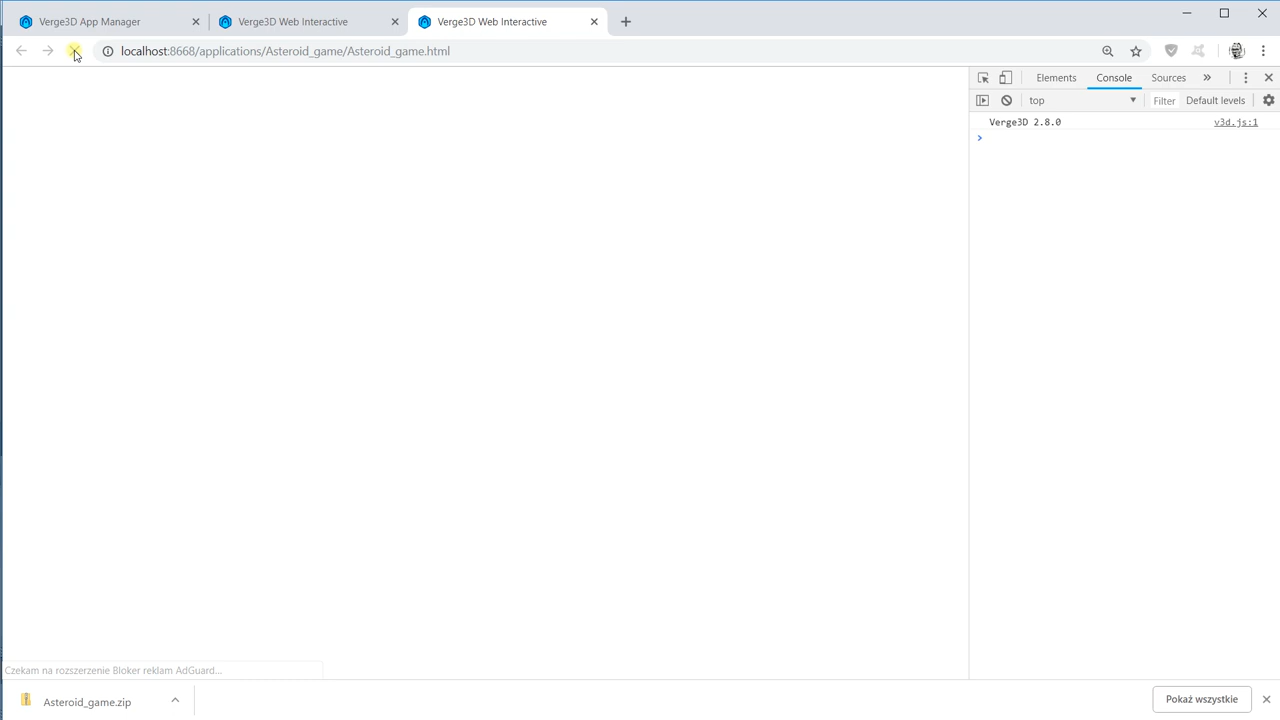 Verge3D App Manager
Verge3D Web Interactive
Verge3D Web Interactive
localhost:8668/applications/Asteroid_game/Asteroid_game.html
Elements Console Sources
top Filter Default levels
Verge3D 2.8.0 v3d.js:1
Czekam na rozszerzenie Bloker reklam AdGuard...
Asteroid_game.zip
Pokaż wszystkie